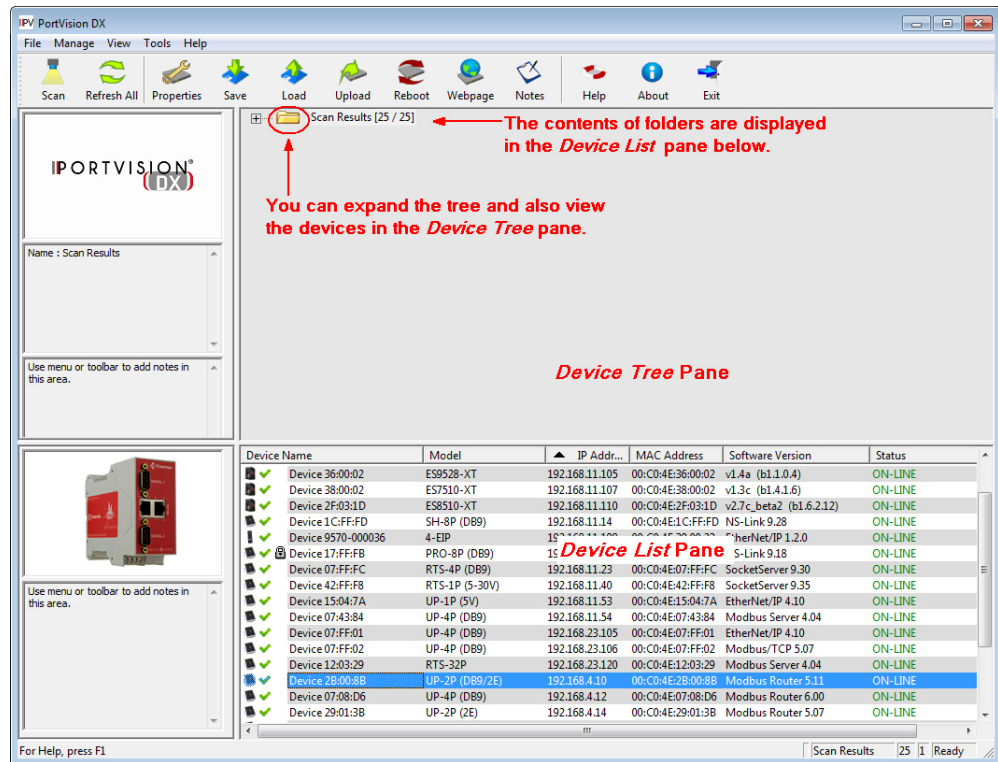 IPV PortVision DX
File Manage View Tools Help
Scan Refresh All Properties Save Load Upload Reboot Webpage Notes Help About Exit
Scan Results [25 / 25]
The contents of folders are displayed
in the Device List pane below.
PORTVISION®
DX
You can expand the tree and also view
the devices in the Device Tree pane.
Name : Scan Results
Use menu or toolbar to add notes in
this area.
Device Tree Pane
Device Name Model IP Addr... MAC Address Software Version Status
Device 36:00:02 ES9528-XT 192.168.11.105 00:C0:4E:36:00:02 v1.4a (b1.1.0.4) ON-LINE
Device 38:00:02 ES7510-XT 192.168.11.107 00:C0:4E:38:00:02 v1.3c (b1.4.1.6) ON-LINE
Device 2F:03:1D ES8510-XT 192.168.11.110 00:C0:4E:2F:03:1D v2.7c_beta2 (b1.6.2.12) ON-LINE
Device 1C:FF:FD SH-8P (DB9) 192.168.11.14 00:C0:4E:1C:FF:FD NS-Link 9.28 ON-LINE
Device 9570-000036 4-EIP EtherNet/IP 1.2.0 ON-LINE
Device List Pane
Device 17:FF:FB PRO-8P (DB9) NS-Link 9.18 ON-LINE
Device 07:FF:FC RTS-4P (DB9) 192.168.11.23 00:C0:4E:07:FF:FC SocketServer 9.30 ON-LINE
Device 42:FF:F8 RTS-1P (5-30V) 192.168.11.40 00:C0:4E:42:FF:F8 SocketServer 9.35 ON-LINE
Device 15:04:7A UP-1P (5V) 192.168.11.53 00:C0:4E:15:04:7A EtherNet/IP 4.10 ON-LINE
Device 07:43:84 UP-4P (DB9) 192.168.11.54 00:C0:4E:07:43:84 Modbus Server 4.04 ON-LINE
Device 07:FF:01 UP-4P (DB9) 192.168.23.105 00:C0:4E:07:FF:01 EtherNet/IP 4.10 ON-LINE
Device 07:FF:02 UP-4P (DB9) 192.168.23.106 00:C0:4E:07:FF:02 Modbus/TCP 5.07 ON-LINE
Device 12:03:29 RTS-32P 192.168.23.120 00:C0:4E:12:03:29 Modbus Server 4.04 ON-LINE
Device 2B:00:8B UP-2P (DB9/2E) 192.168.4.10 00:C0:4E:2B:00:8B Modbus Router 5.11 ON-LINE
Device 07:08:D6 UP-4P (DB9) 192.168.4.12 00:C0:4E:07:08:D6 Modbus Router 6.00 ON-LINE
Device 29:01:3B UP-2P (2E) 192.168.4.14 00:C0:4E:29:01:3B Modbus Router 5.07 ON-LINE
Use menu or toolbar to add notes in
this area.
For Help, press F1 Scan Results 25 1 Ready